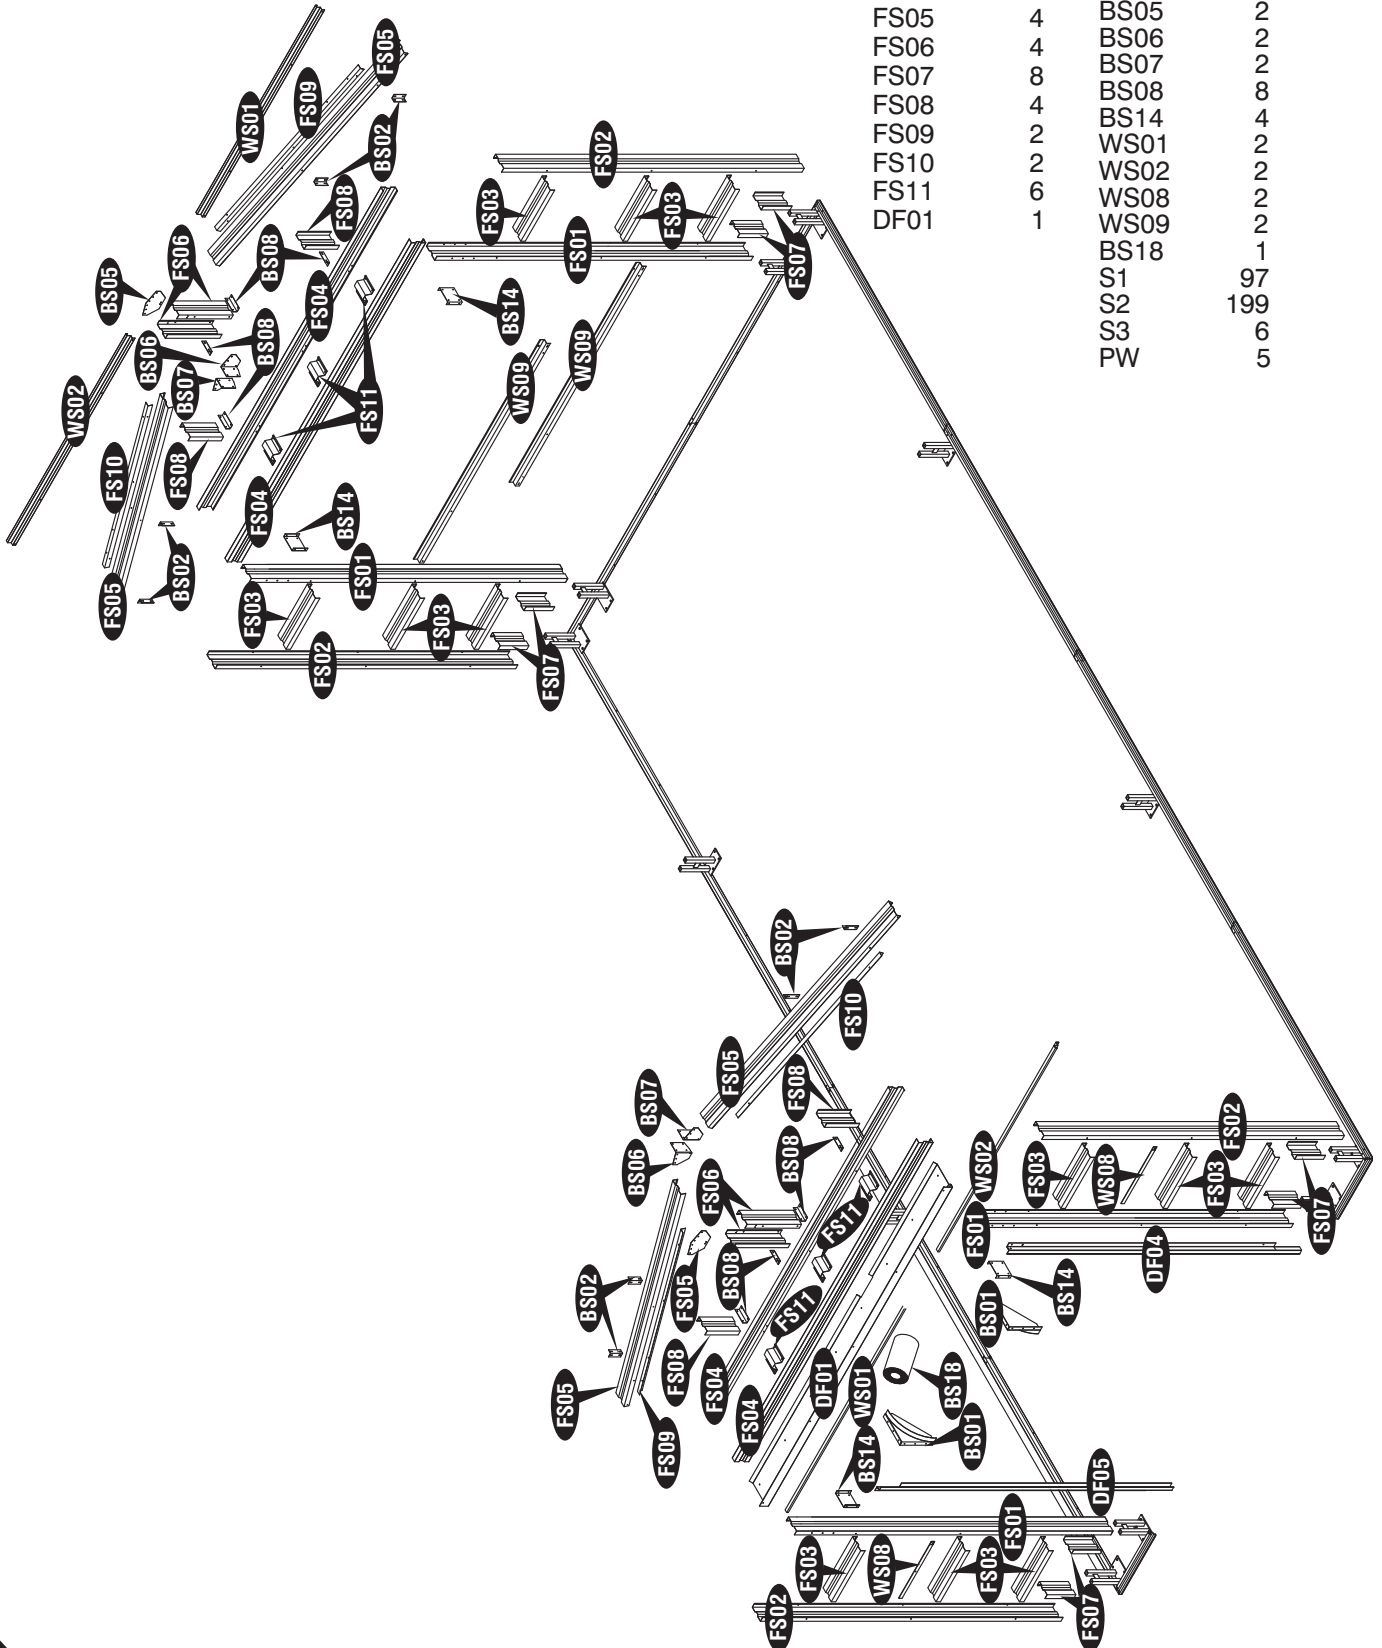 FS05 4
FS06 4
FS07 8
FS08 4
FS09 2
FS10 2
FS11 6
DF01 1
BS05 2
BS06 2
BS07 2
BS08 8
BS14 4
WS01 2
WS02 2
WS08 2
WS09 2
BS18 1
S1 97
S2 199
S3 6
PW 5
WS01
FS09
FS05
BS02
FS08
BS08
FS06
BS05
WS02
BS06
BS07
BS08
FS10
FS08
FS05
BS02
FS04
FS11
FS04
BS14
FS01
FS03
FS03
FS02
FS07
FS02
FS03
FS03
FS01
FS07
BS14
WS09
WS09
BS02
FS10
FS05
BS07
BS06
FS08
BS08
FS06
FS11
BS02
FS05
BS08
FS11
FS05
FS08
FS04
FS09
FS04
DF01
WS01
BS18
BS01
BS14
DF05
FS01
FS03
WS08
FS03
FS02
FS07
WS02
FS03
WS08
FS03
FS02
FS01
FS07
DF04
BS14
BS01